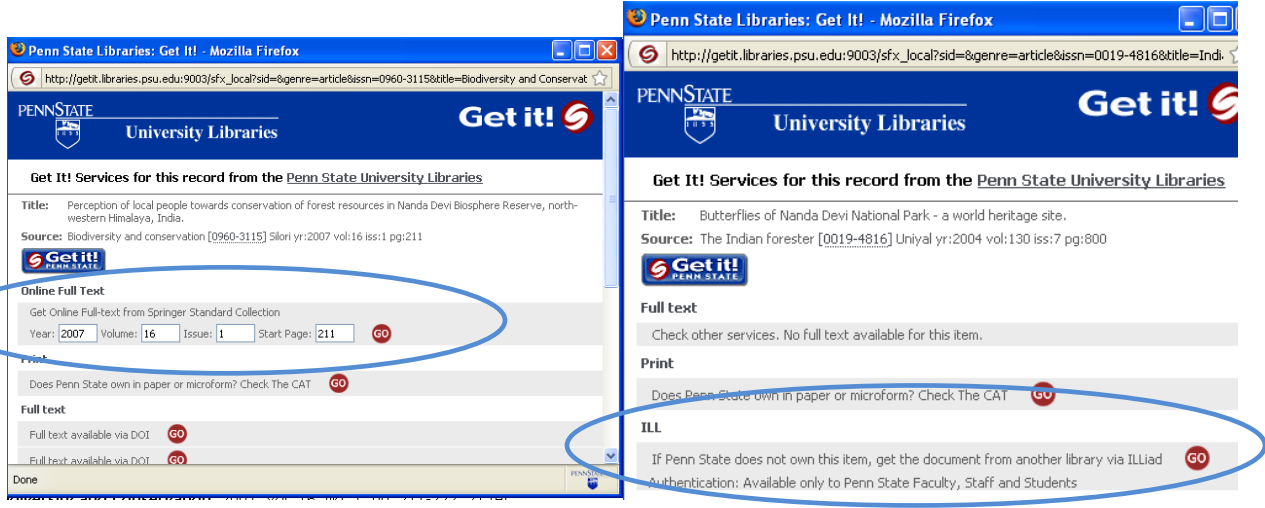 Penn State Libraries: Get It! - Mozilla Firefox
http://getit.libraries.psu.edu:9003/sfx_local?sid=&genre=article&issn=0960-3115&title=Biodiversity and Conservat
PENNSTATE
1855
University Libraries
Get it!
Get It! Services for this record from the Penn State University Libraries
Title: Perception of local people towards conservation of forest resources in Nanda Devi Biosphere Reserve, north-
western Himalaya, India.
Source: Biodiversity and conservation [0960-3115] Silori yr:2007 vol:16 iss:1 pg:211
Get it!
PENN STATE
Online Full Text
Get Online Full-text from Springer Standard Collection
Year: 2007 Volume: 16 Issue: 1 Start Page: 211 GO
Print
Does Penn State own in paper or microform? Check The CAT GO
Full text
Full text available via DOI GO
Full text available via DOI GO
Done
Penn State Libraries: Get It! - Mozilla Firefox
http://getit.libraries.psu.edu:9003/sfx_local?sid=&genre=article&issn=0019-4816&title=Indi
PENNSTATE
1855
University Libraries
Get it!
Get It! Services for this record from the Penn State University Libraries
Title: Butterflies of Nanda Devi National Park - a world heritage site.
Source: The Indian forester [0019-4816] Uniyal yr:2004 vol:130 iss:7 pg:800
Get it!
PENN STATE
Full text
Check other services. No full text available for this item.
Print
Does Penn State own in paper or microform? Check The CAT GO
ILL
If Penn State does not own this item, get the document from another library via ILLiad GO
Authentication: Available only to Penn State Faculty, Staff and Students